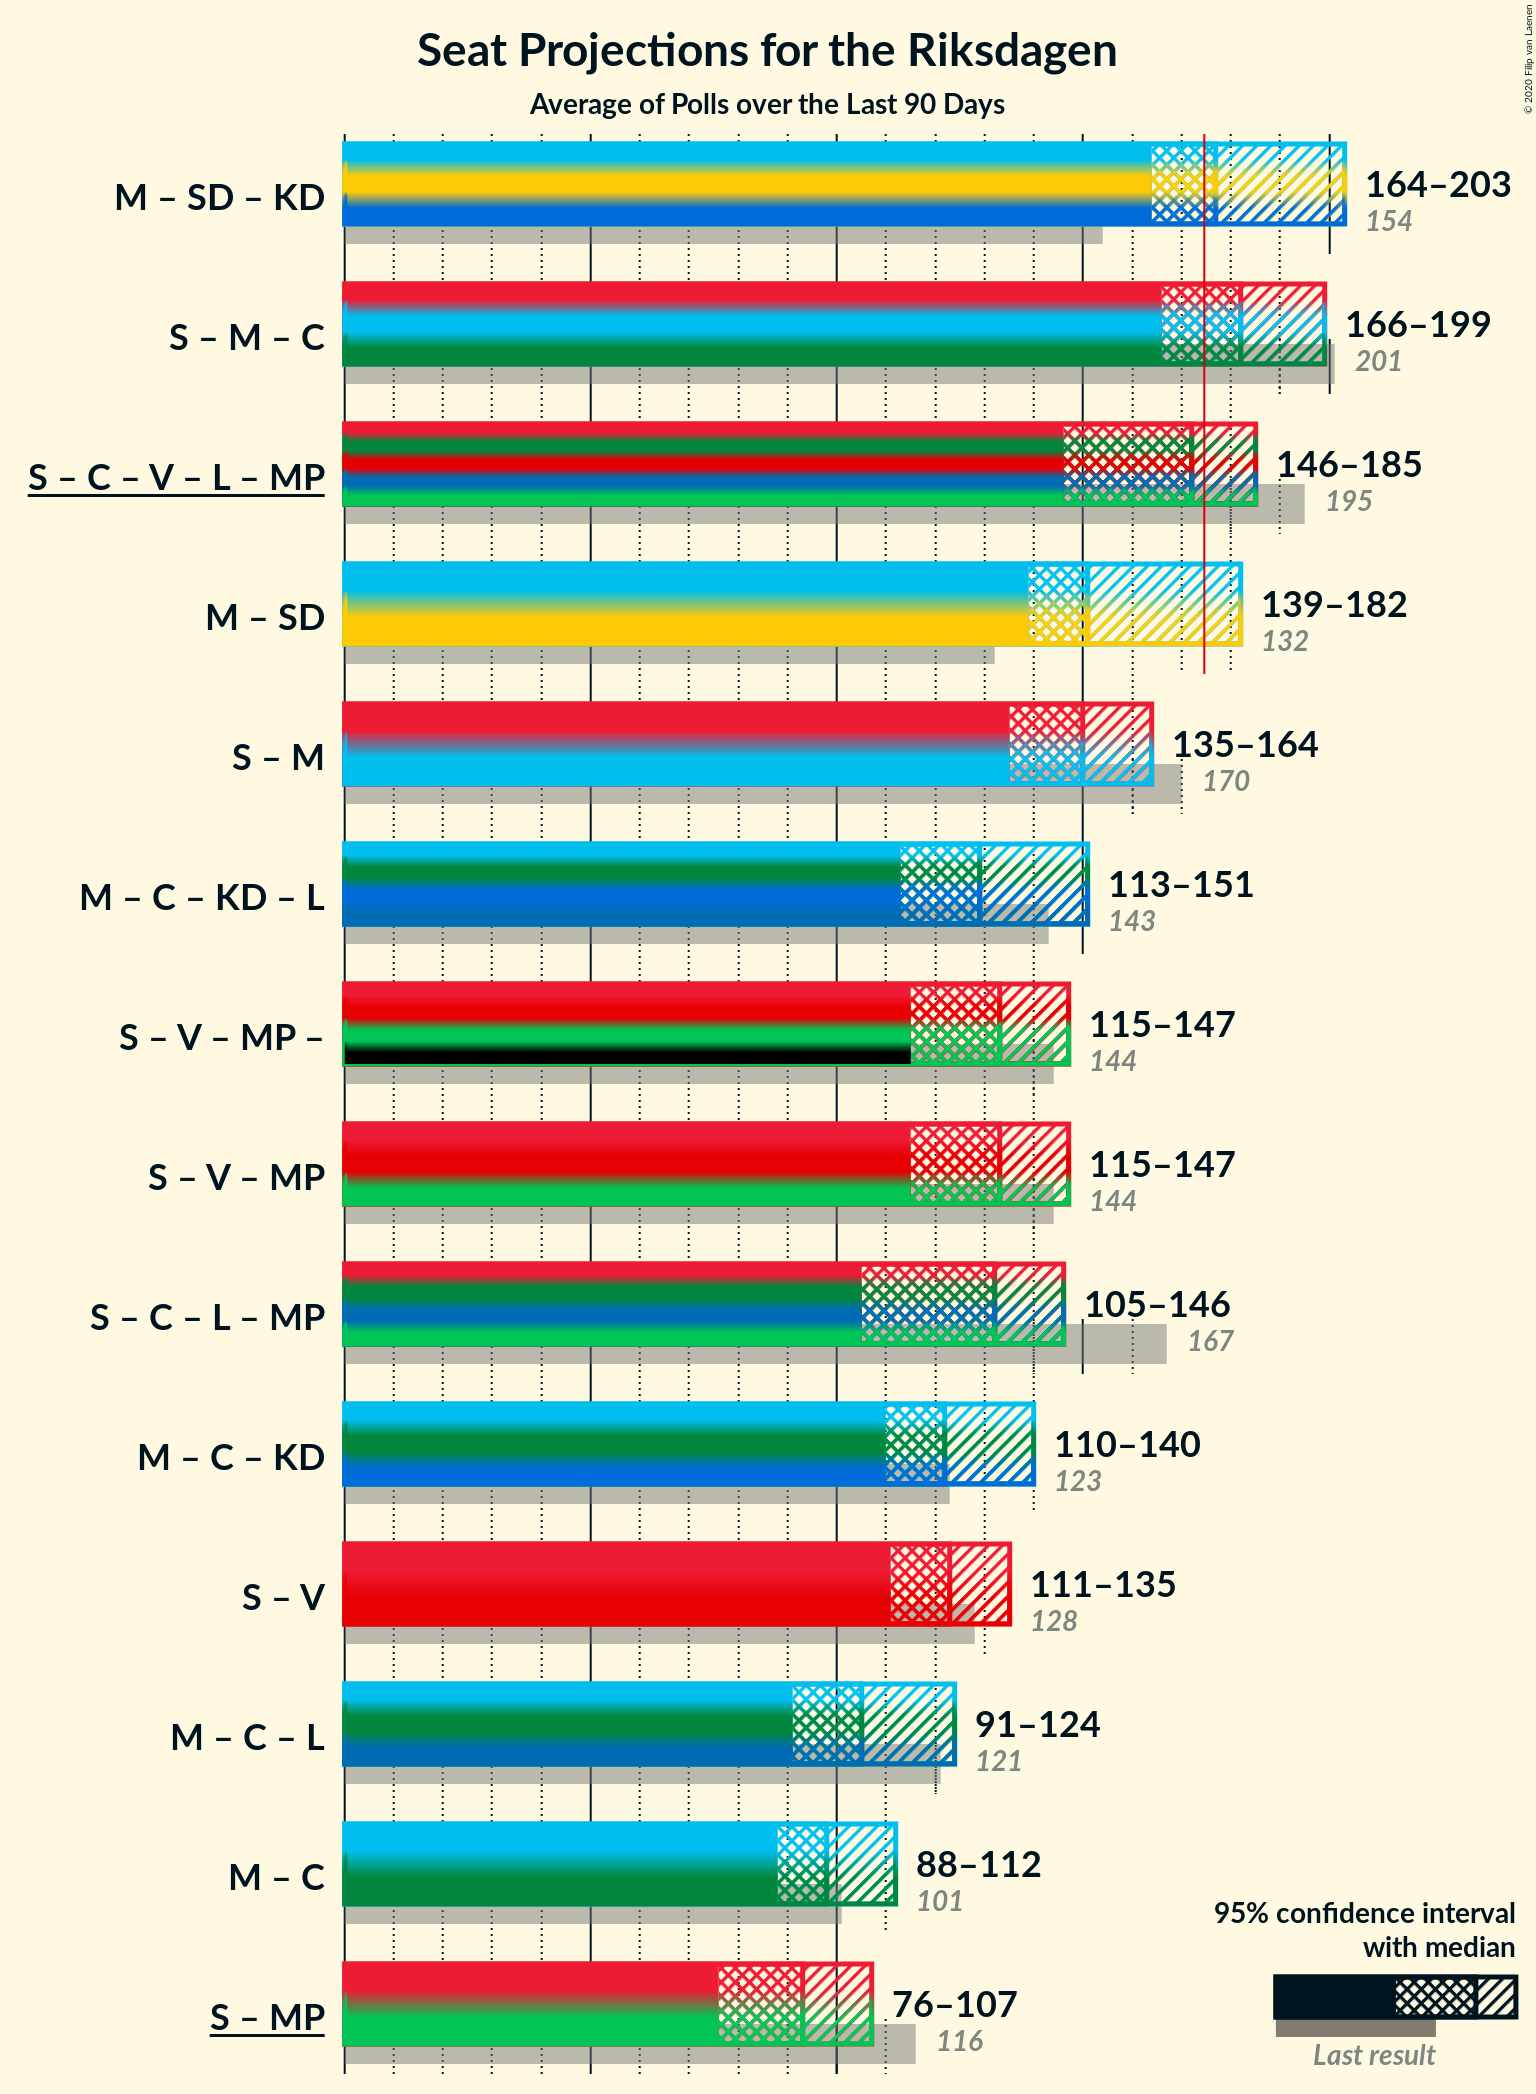 Seat Projections for the Riksdagen
Average of Polls over the Last 90 Days
© 2020 Filip van Laenen
M – SD – KD
164–203
154
S – M – C
166–199
201
S – C – V – L – MP
146–185
195
M – SD
139–182
132
S – M
135–164
170
M – C – KD – L
113–151
143
S – V – MP –
115–147
144
S – V – MP
115–147
144
S – C – L – MP
105–146
167
M – C – KD
110–140
123
S – V
111–135
128
M – C – L
91–124
121
M – C
88–112
101
S – MP
76–107
116
95% confidence interval
with median
Last result